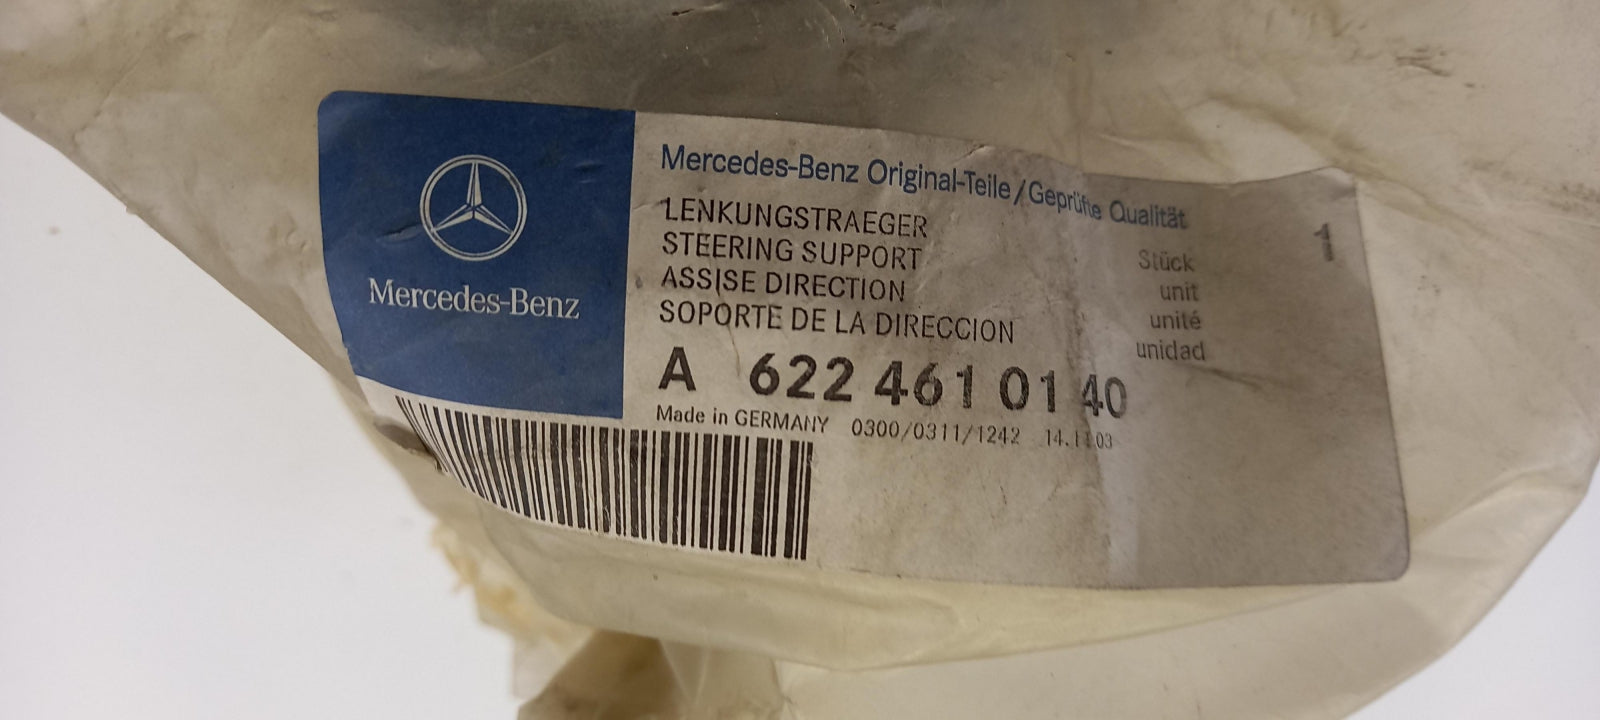 Mercedes-Benz
Mercedes-Benz Original-Teile/Geprüfte Qualität
LENKUNGSTRAEGER
STEERING SUPPORT
ASSISE DIRECTION
SOPORTE DE LA DIRECCION
1
Stück
unit
unité
unidad
A 622 461 01 40
Made in GERMANY 0300/0311/1242 14.11.03